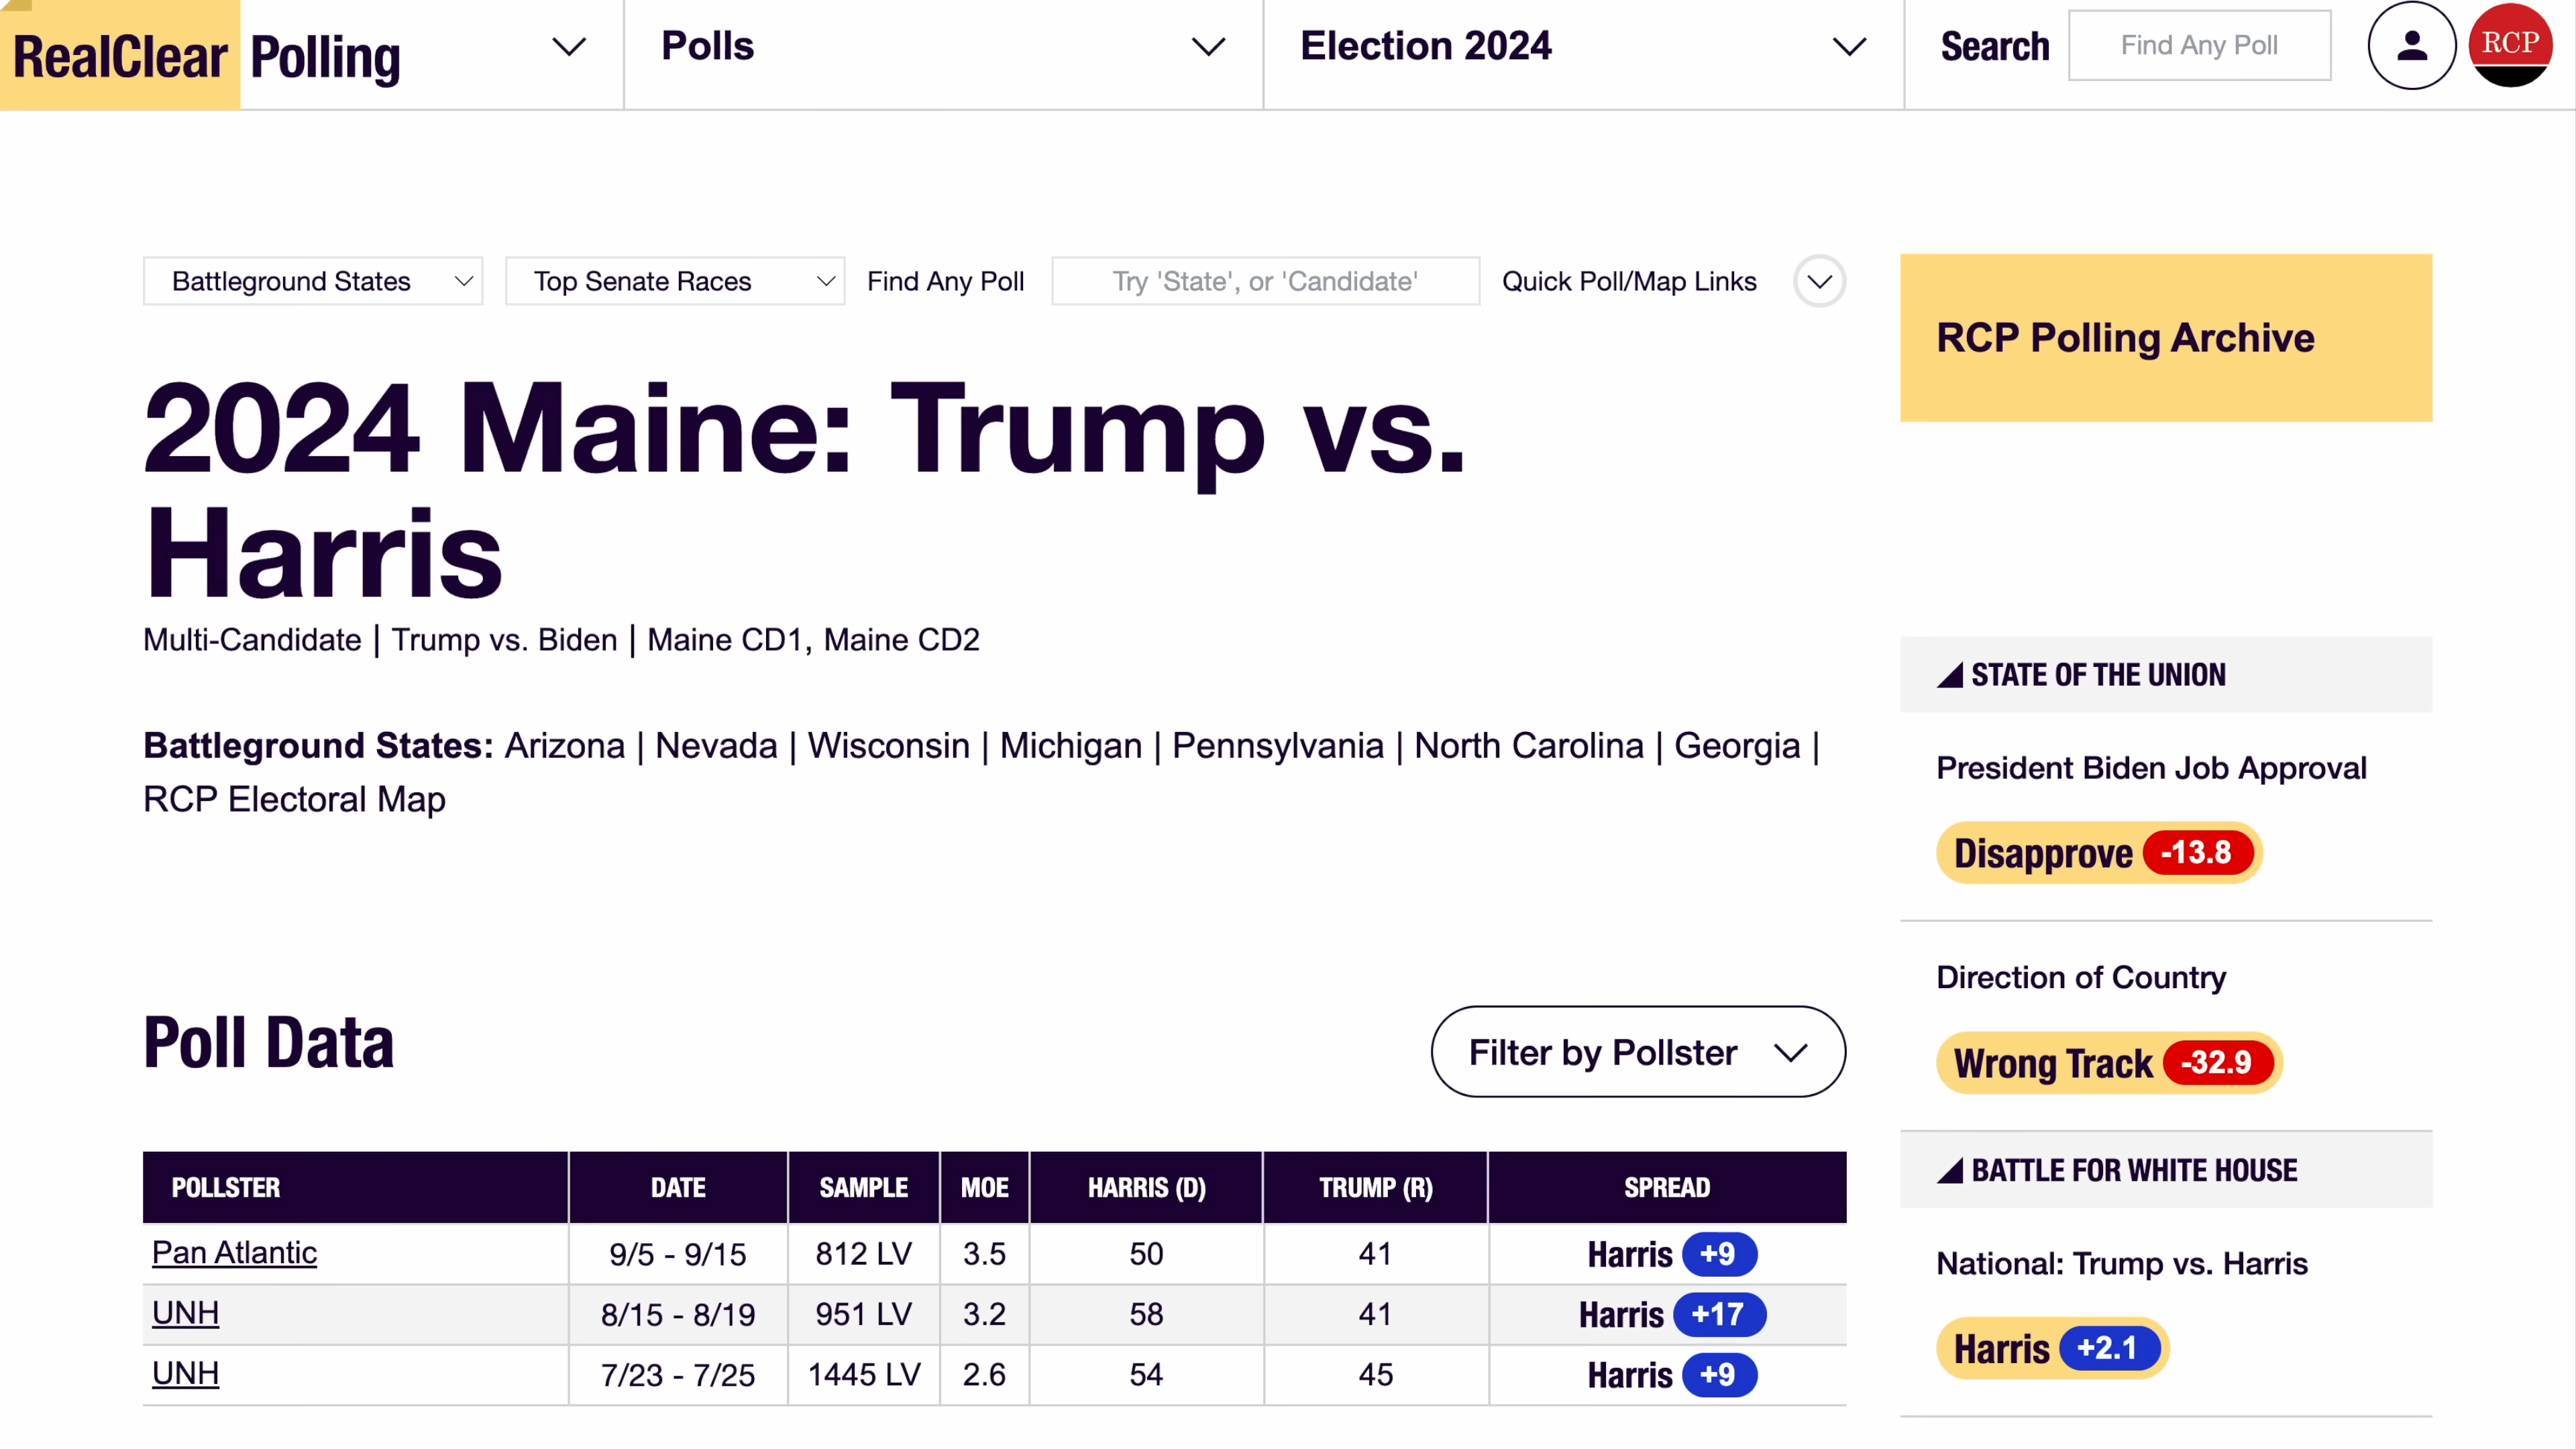 RealClear Polling
Polls
Election 2024
Search
Find Any Poll
RCP
Battleground States
Top Senate Races
Find Any Poll
Try 'State', or 'Candidate'
Quick Poll/Map Links
RCP Polling Archive
2024 Maine: Trump vs.
Harris
Multi-Candidate | Trump vs. Biden | Maine CD1, Maine CD2
Battleground States: Arizona | Nevada | Wisconsin | Michigan | Pennsylvania | North Carolina | Georgia |
RCP Electoral Map
Poll Data
Filter by Pollster
POLLSTER DATE SAMPLE MOE HARRIS (D) TRUMP (R) SPREAD
Pan Atlantic 9/5 - 9/15 812 LV 3.5 50 41 Harris +9
UNH 8/15 - 8/19 951 LV 3.2 58 41 Harris +17
UNH 7/23 - 7/25 1445 LV 2.6 54 45 Harris +9
STATE OF THE UNION
President Biden Job Approval
Disapprove -13.8
Direction of Country
Wrong Track -32.9
BATTLE FOR WHITE HOUSE
National: Trump vs. Harris
Harris +2.1